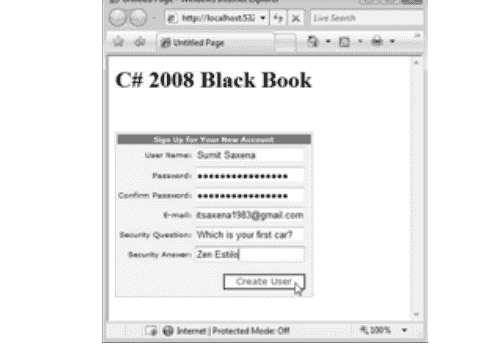 Untitled Page - Windows Internet Explorer
http://localhost:532
Live Search
Untitled Page
C# 2008 Black Book
Sign Up for Your New Account
User Name: Sumit Saxena
Password: ••••••••••••••••
Confirm Password: ••••••••••••••••
E-mail: itsaxena1983@gmail.com
Security Question: Which is your first car?
Security Answer: Zen Estilo
Create User
Internet | Protected Mode: Off
100%